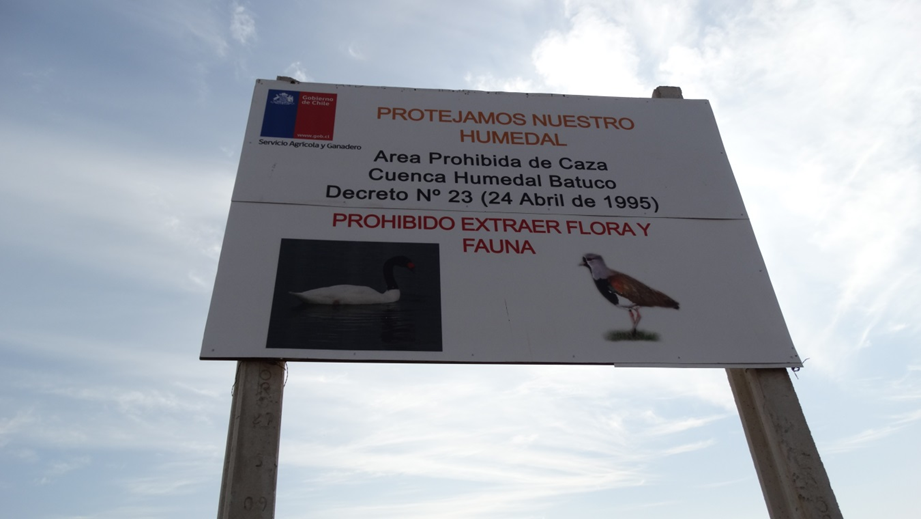 Gobierno
de Chile
www.gob.cl
Servicio Agrícola y Ganadero
PROTEJAMOS NUESTRO
HUMEDAL
Area Prohibida de Caza
Cuenca Humedal Batuco
Decreto Nº 23 (24 Abril de 1995)
PROHIBIDO EXTRAER FLORA Y
FAUNA